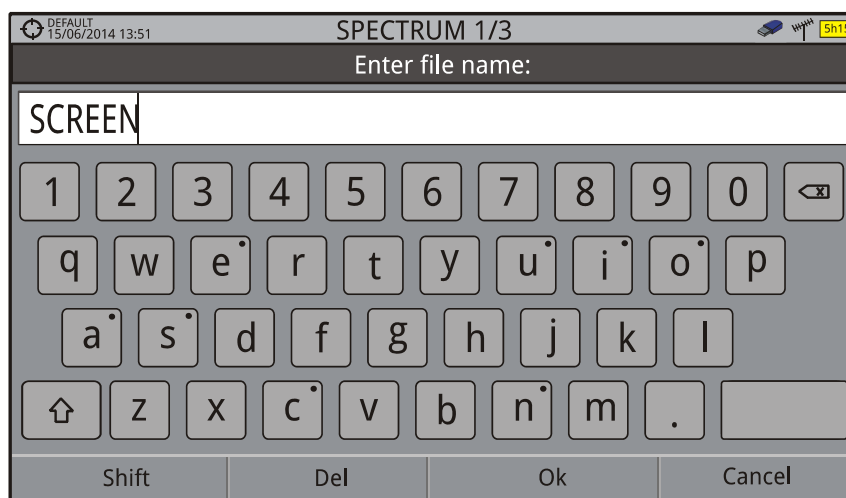 DEFAULT
15/06/2014 13:51
SPECTRUM 1/3
Enter file name:
SCREEN
1 2 3 4 5 6 7 8 9 0
q w e r t y u i o p
a s d f g h j k l
z x c v b n m .
Shift Del Ok Cancel